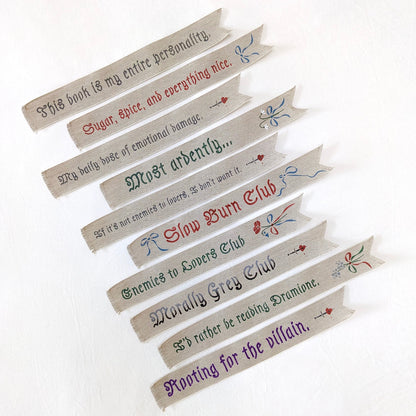 This book is my entire personality.
Sugar, spice, and everything nice.
My daily dose of emotional damage.
Most ardently...
If it's not enemies to lovers, I don't want it.
Slow Burn Club
Enemies to Lovers Club
Morally Grey Club
I'd rather be reading Dramione.
Rooting for the villain.